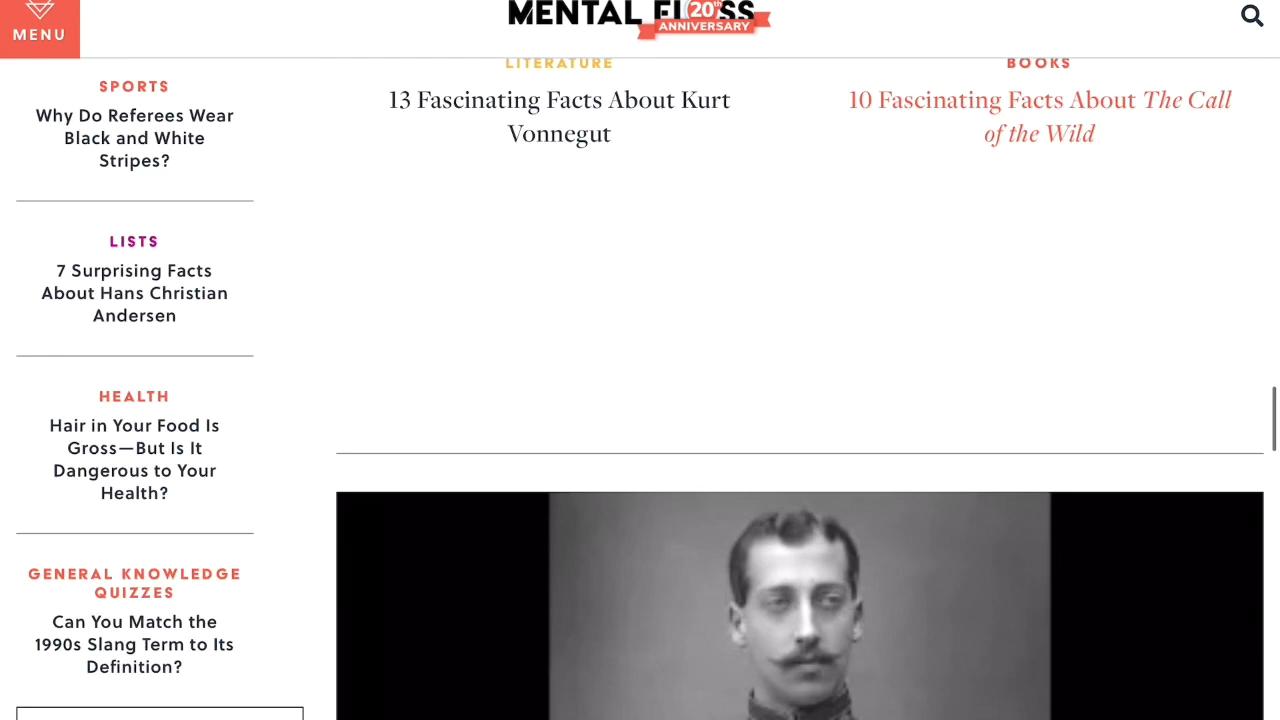 MENU
MENTAL FLOSS
20th
ANNIVERSARY
SPORTS
Why Do Referees Wear
Black and White
Stripes?
LISTS
7 Surprising Facts
About Hans Christian
Andersen
HEALTH
Hair in Your Food Is
Gross—But Is It
Dangerous to Your
Health?
GENERAL KNOWLEDGE
QUIZZES
Can You Match the
1990s Slang Term to Its
Definition?
LITERATURE
13 Fascinating Facts About Kurt
Vonnegut
BOOKS
10 Fascinating Facts About The Call
of the Wild